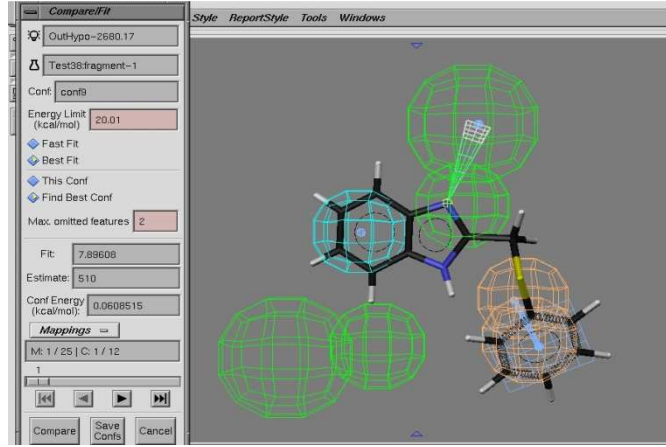 Compare/Fit
Style ReportStyle Tools Windows
OutHypo-2680.17
Test38:fragment-1
Conf: conf9
Energy Limit (kcal/mol) 20.01
Fast Fit
Best Fit
This Conf
Find Best Conf
Max. omitted features 2
Fit: 7.89608
Estimate: 510
Conf Energy (kcal/mol): 0.0608515
Mappings
M: 1 / 25 | C: 1 / 12
1
Compare Save Confs Cancel